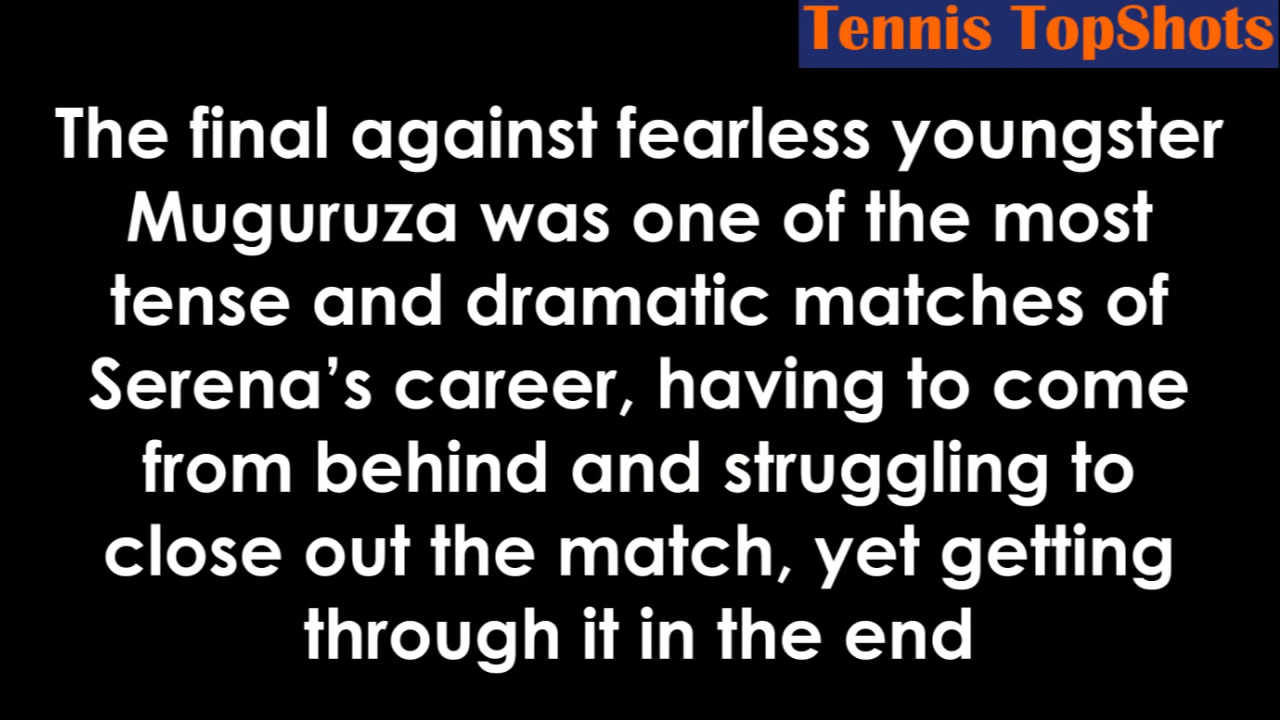 Tennis TopShots
The final against fearless youngster
Muguruza was one of the most
tense and dramatic matches of
Serena’s career, having to come
from behind and struggling to
close out the match, yet getting
through it in the end